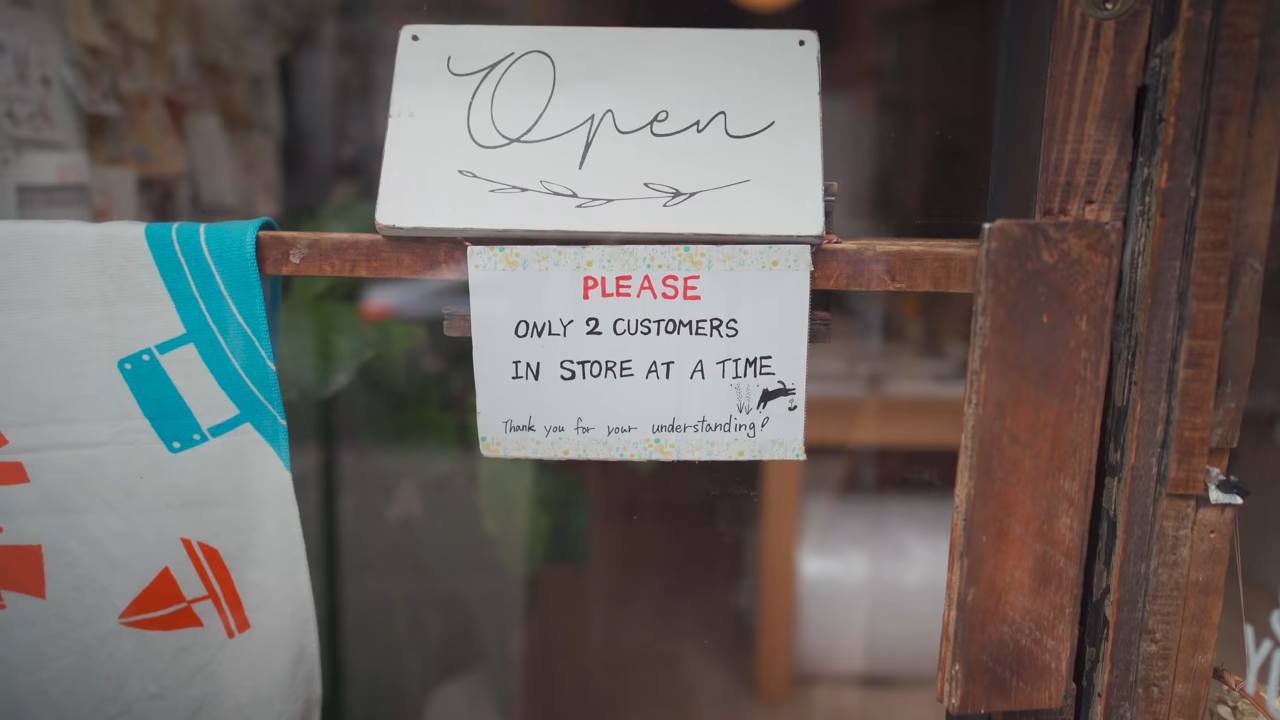 Open
PLEASE
ONLY 2 CUSTOMERS
IN STORE AT A TIME
Thank you for your understanding!